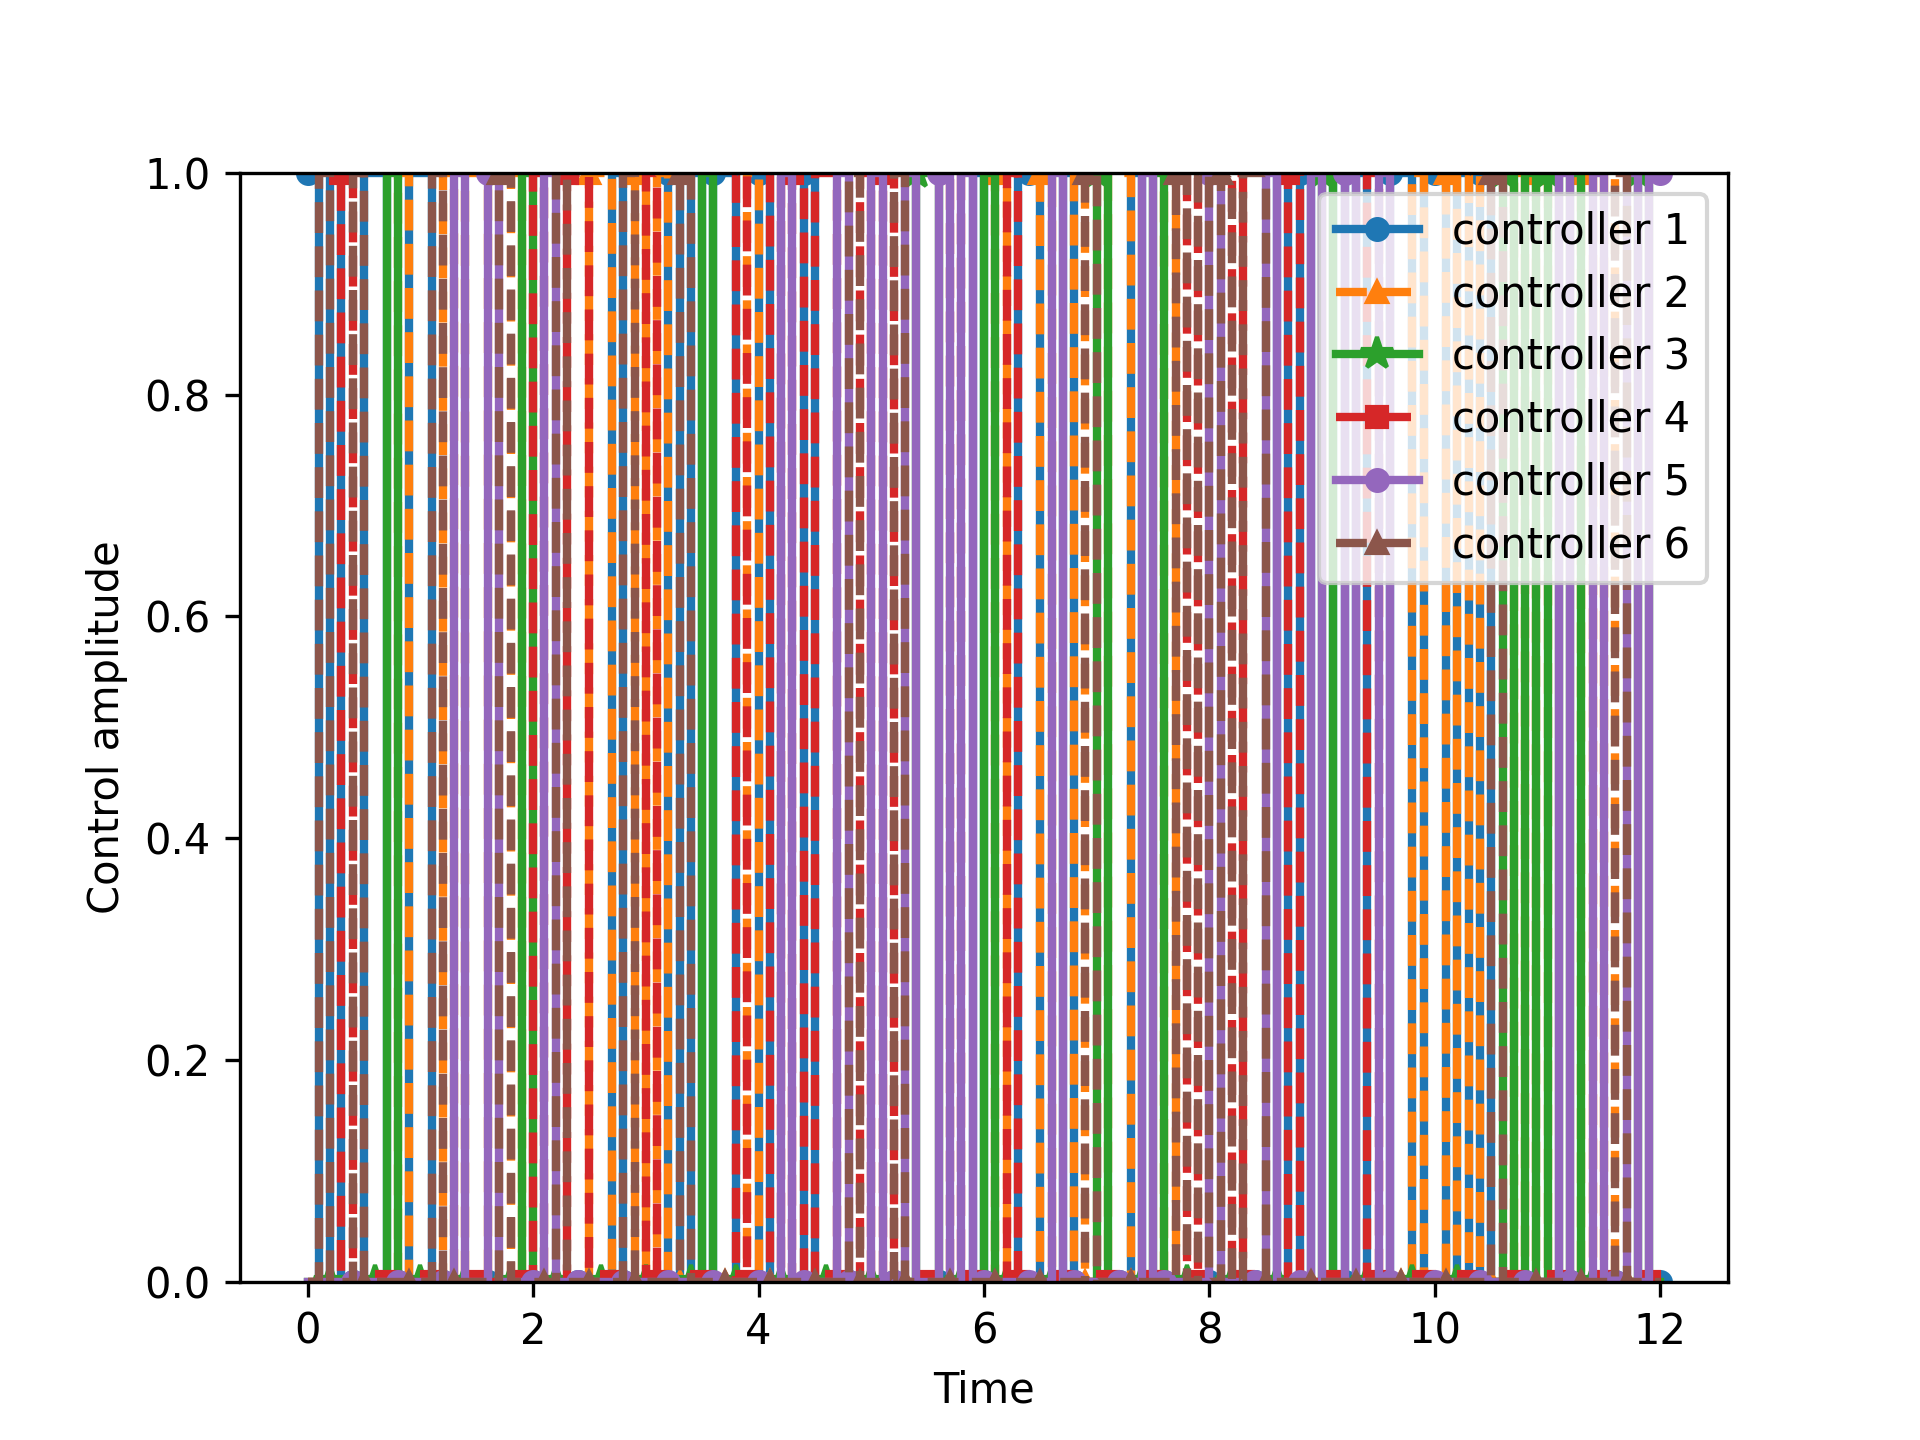 1.0
0.8
0.6
0.4
0.2
0.0
Control amplitude
0 2 4 6 8 10 12
Time
controller 1
controller 2
controller 3
controller 4
controller 5
controller 6